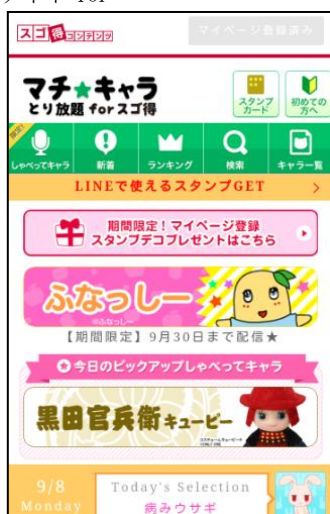 スゴ得コンテンツ
マイページ登録済み
マチ★キャラ
とり放題 for スゴ得
スタンプ
カード
初めての
方へ
限定!
しゃべってキャラ
新着
ランキング
検索
キャラ一覧
LINEで使えるスタンプGET
期間限定!マイページ登録
スタンプデコプレゼントはこちら
ふなっしー
©ふなっしー
【期間限定】9月30日まで配信★
今日のピックアップしゃべってキャラ
黒田官兵衛キューピー
9/8
Monday
Today's Selection
病みウサギ